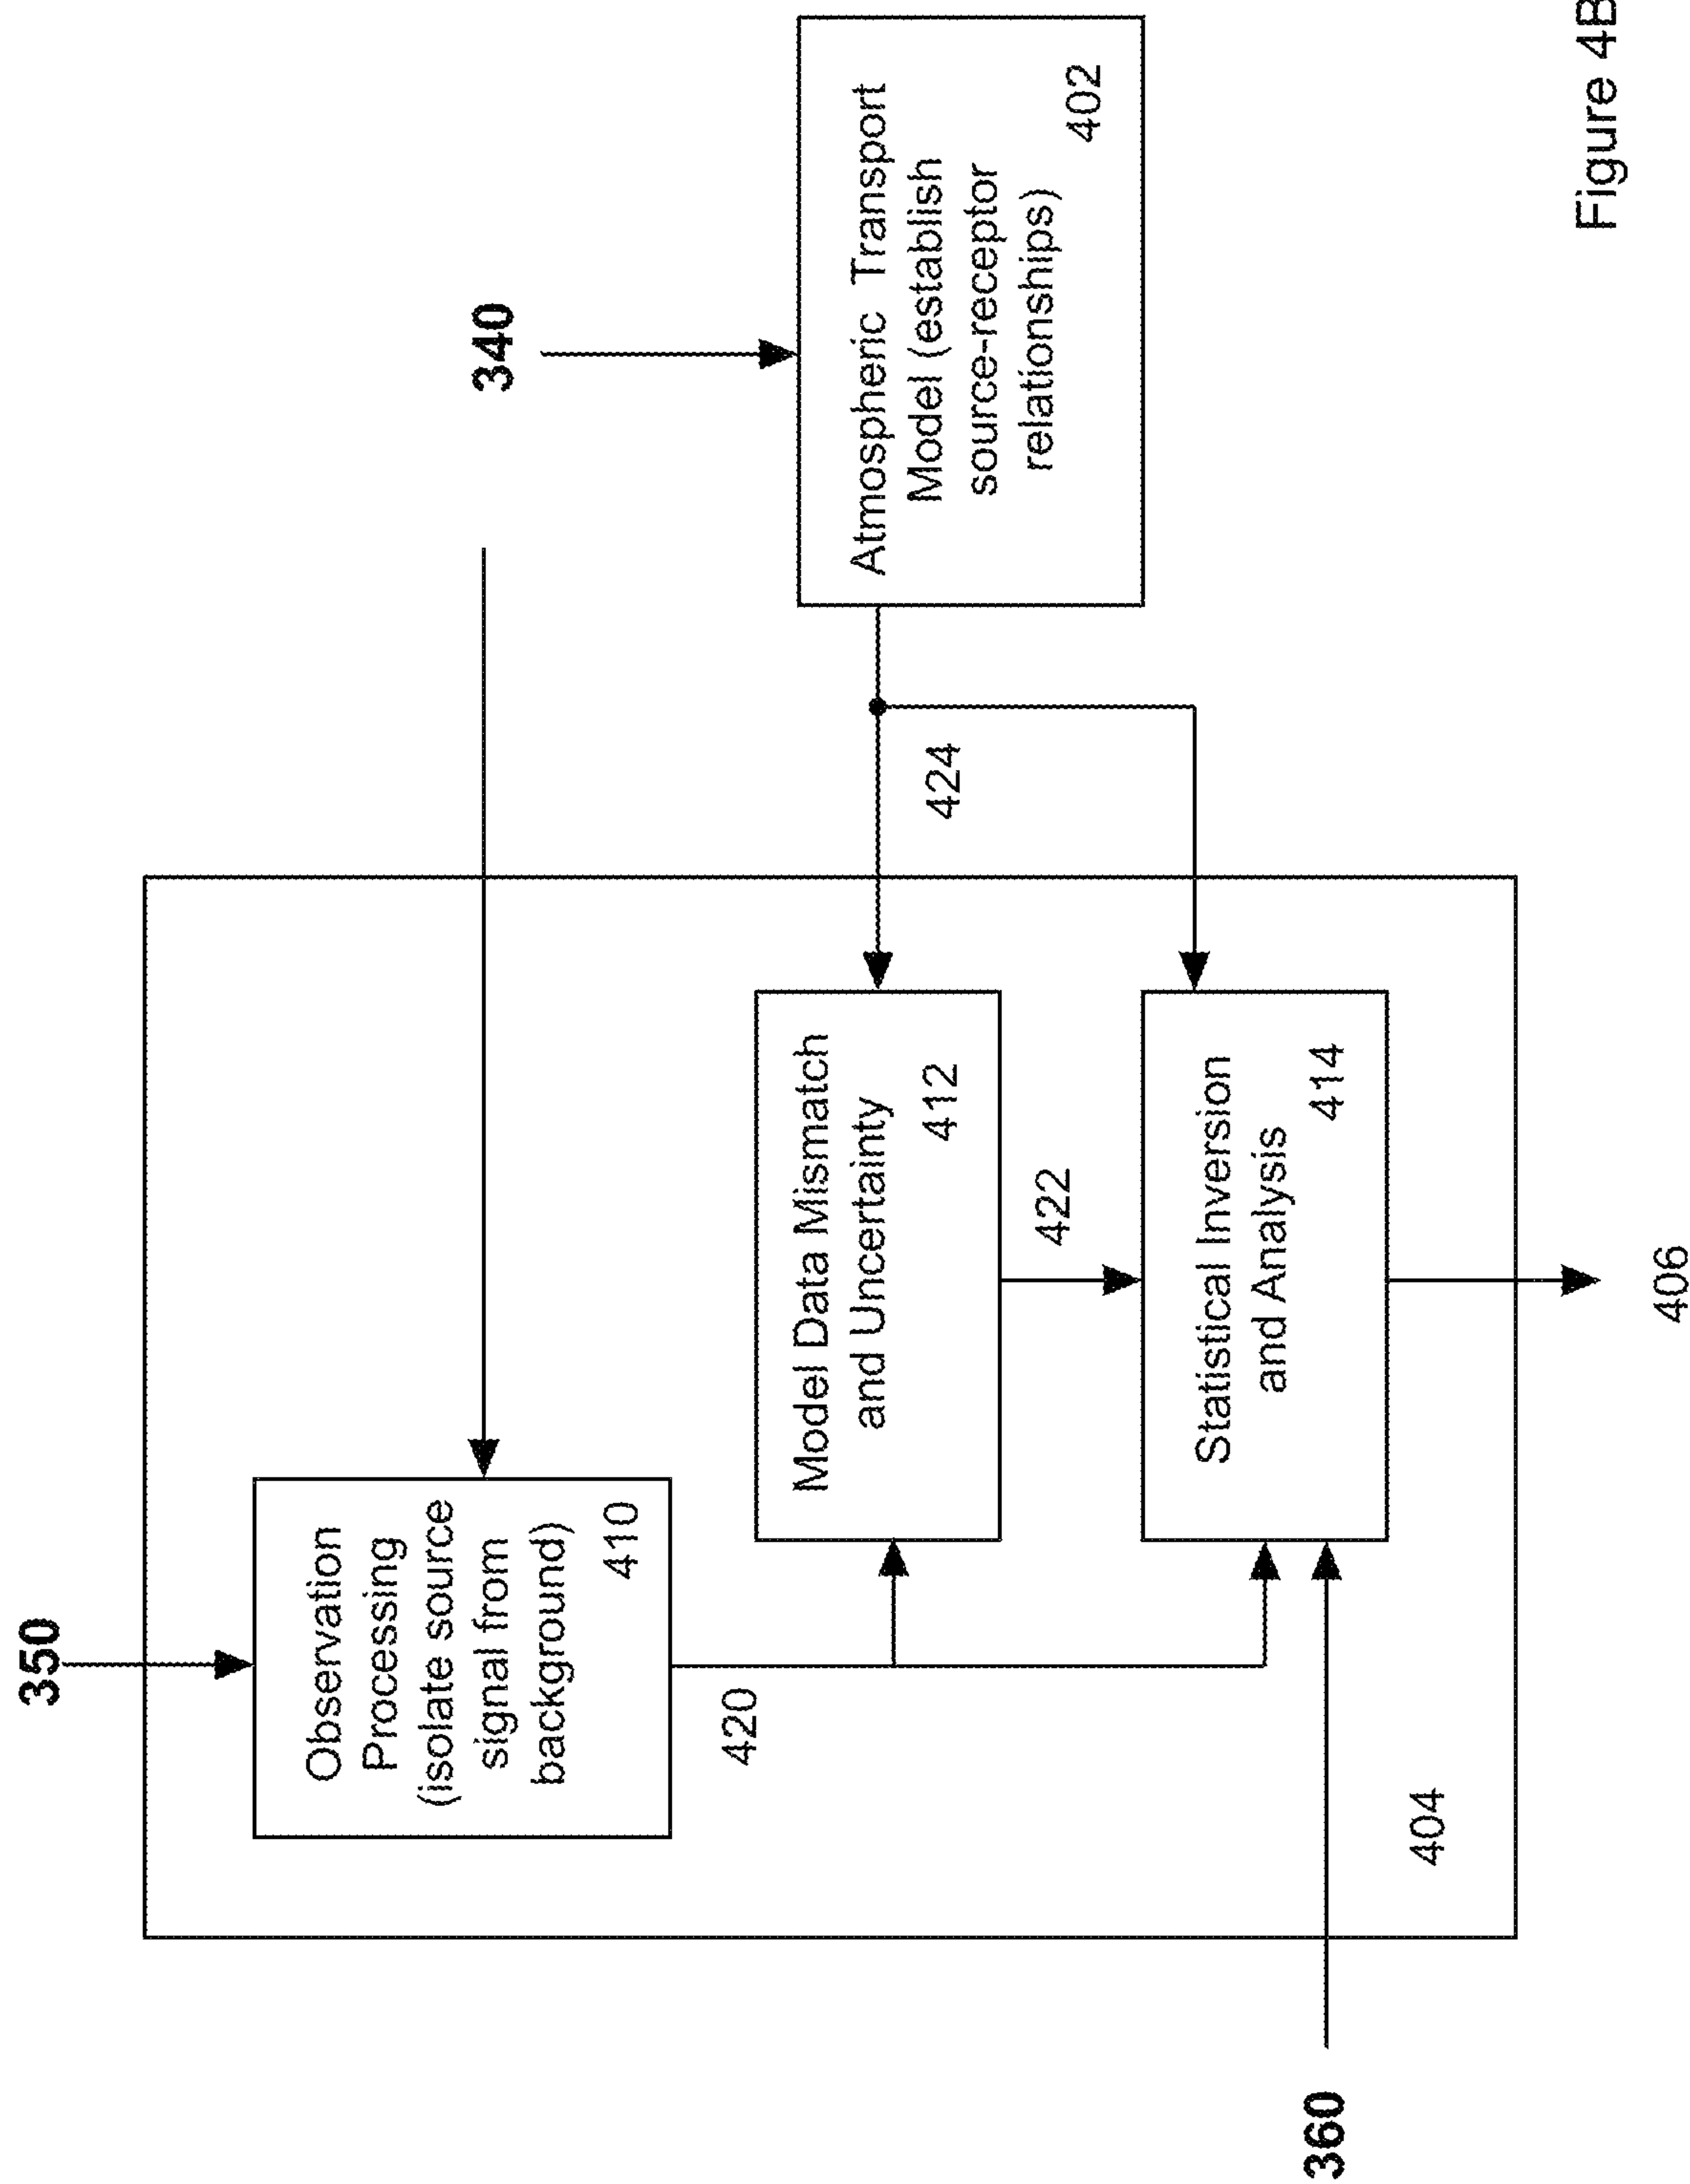 350
340
Observation
Processing
(isolate source
signal from
background)
410
420
Model Data Mismatch
and Uncertainty
412
424
Atmospheric Transport
Model (establish
source-receptor
relationships)
402
422
Statistical Inversion
and Analysis
414
360
404
406
Figure 4B